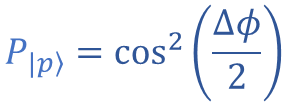 P_{|p⟩} = cos²(Δϕ/2)